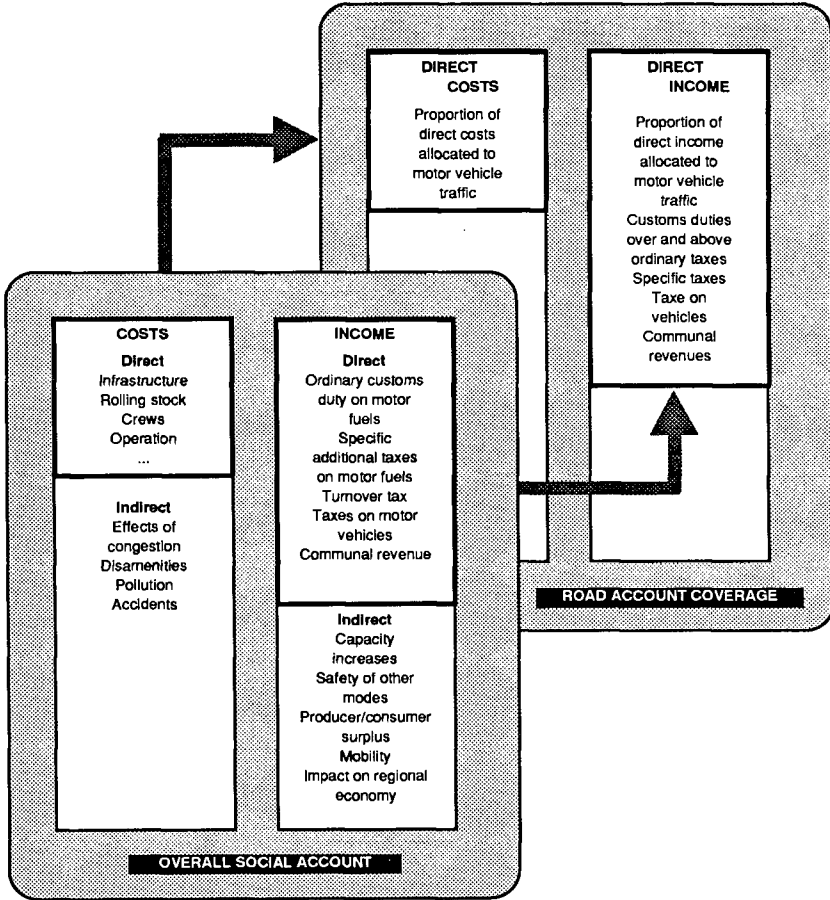 DIRECT
COSTS
Proportion of
direct costs
allocated to
motor vehicle
traffic
DIRECT
INCOME
Proportion of
direct income
allocated to
motor vehicle
traffic
Customs duties
over and above
ordinary taxes
Specific taxes
Taxe on
vehicles
Communal
revenues
ROAD ACCOUNT COVERAGE
COSTS
Direct
Infrastructure
Rolling stock
Crews
Operation
...
Indirect
Effects of
congestion
Disamenities
Pollution
Accidents
INCOME
Direct
Ordinary customs
duty on motor
fuels
Specific
additional taxes
on motor fuels
Turnover tax
Taxes on motor
vehicles
Communal revenue
Indirect
Capacity
increases
Safety of other
modes
Producer/consumer
surplus
Mobility
Impact on regional
economy
OVERALL SOCIAL ACCOUNT